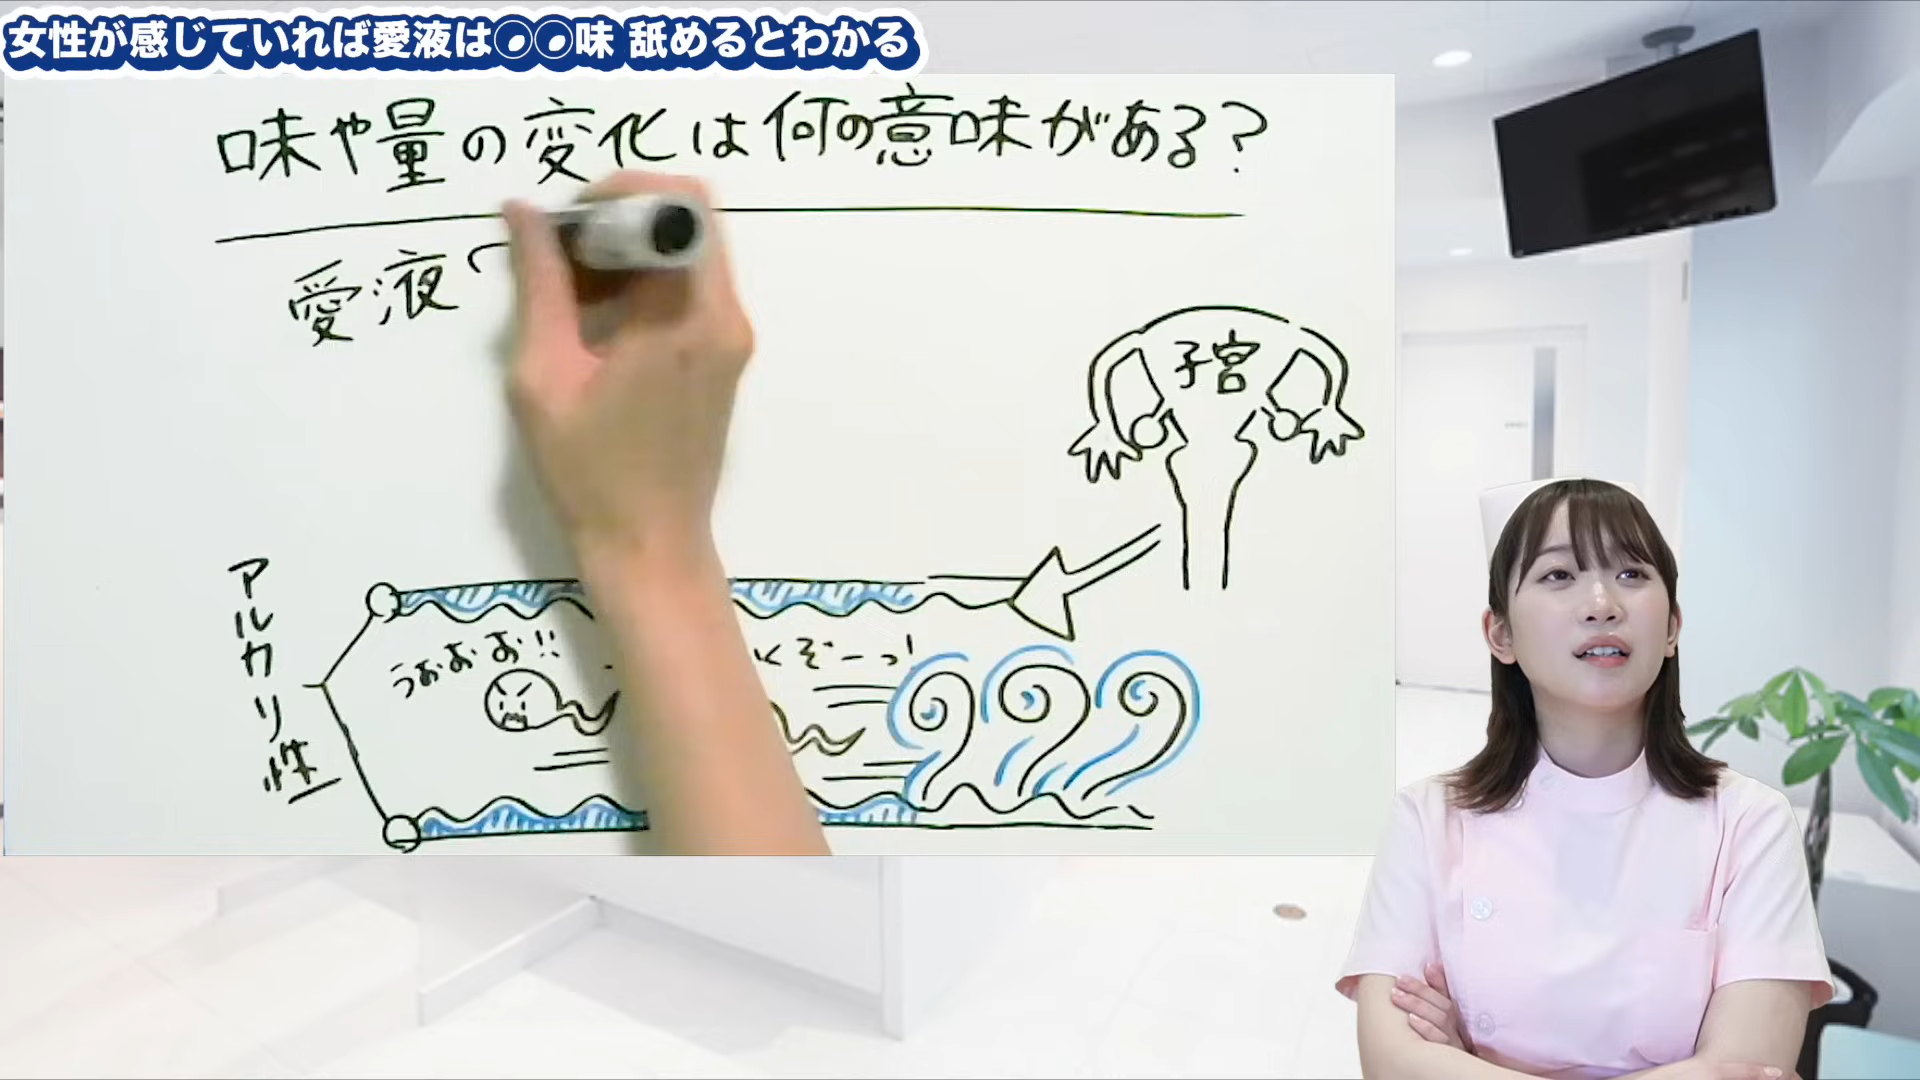 女性が感じていれば愛液は◯◯味 舐めるとわかる
味や量の変化は何の意味がある?
愛液
子宮
アルカリ性
うおおお!!
くぞーっ!